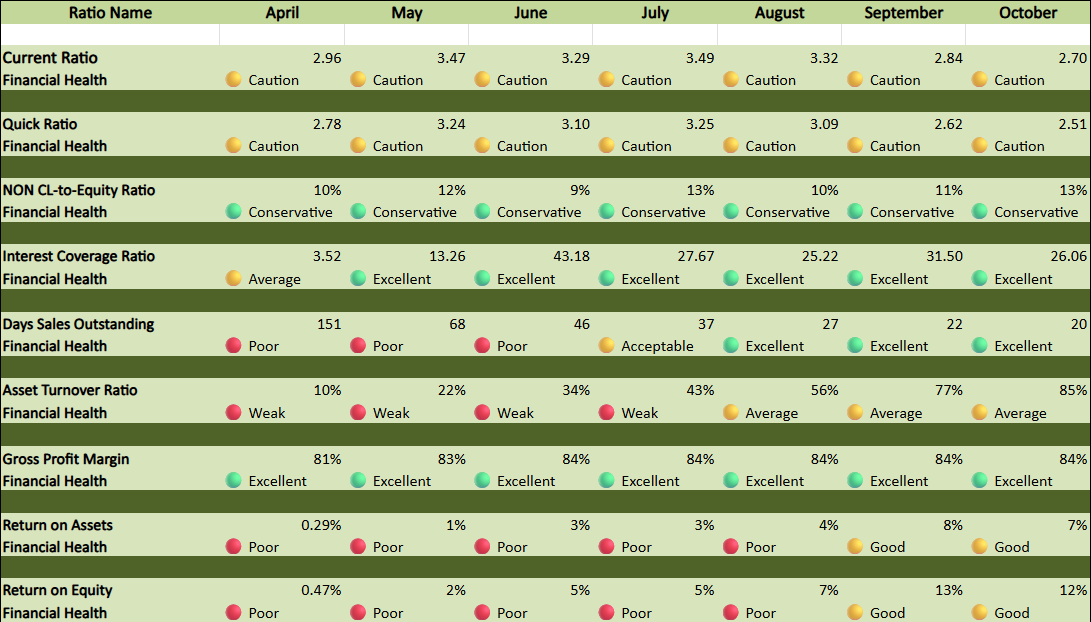 Ratio Name April May June July August September October
Current Ratio 2.96 3.47 3.29 3.49 3.32 2.84 2.70
Financial Health Caution Caution Caution Caution Caution Caution Caution
Quick Ratio 2.78 3.24 3.10 3.25 3.09 2.62 2.51
Financial Health Caution Caution Caution Caution Caution Caution Caution
NON CL-to-Equity Ratio 10% 12% 9% 13% 10% 11% 13%
Financial Health Conservative Conservative Conservative Conservative Conservative Conservative Conservative
Interest Coverage Ratio 3.52 13.26 43.18 27.67 25.22 31.50 26.06
Financial Health Average Excellent Excellent Excellent Excellent Excellent Excellent
Days Sales Outstanding 151 68 46 37 27 22 20
Financial Health Poor Poor Poor Acceptable Excellent Excellent Excellent
Asset Turnover Ratio 10% 22% 34% 43% 56% 77% 85%
Financial Health Weak Weak Weak Weak Average Average Average
Gross Profit Margin 81% 83% 84% 84% 84% 84% 84%
Financial Health Excellent Excellent Excellent Excellent Excellent Excellent Excellent
Return on Assets 0.29% 1% 3% 3% 4% 8% 7%
Financial Health Poor Poor Poor Poor Poor Good Good
Return on Equity 0.47% 2% 5% 5% 7% 13% 12%
Financial Health Poor Poor Poor Poor Poor Good Good